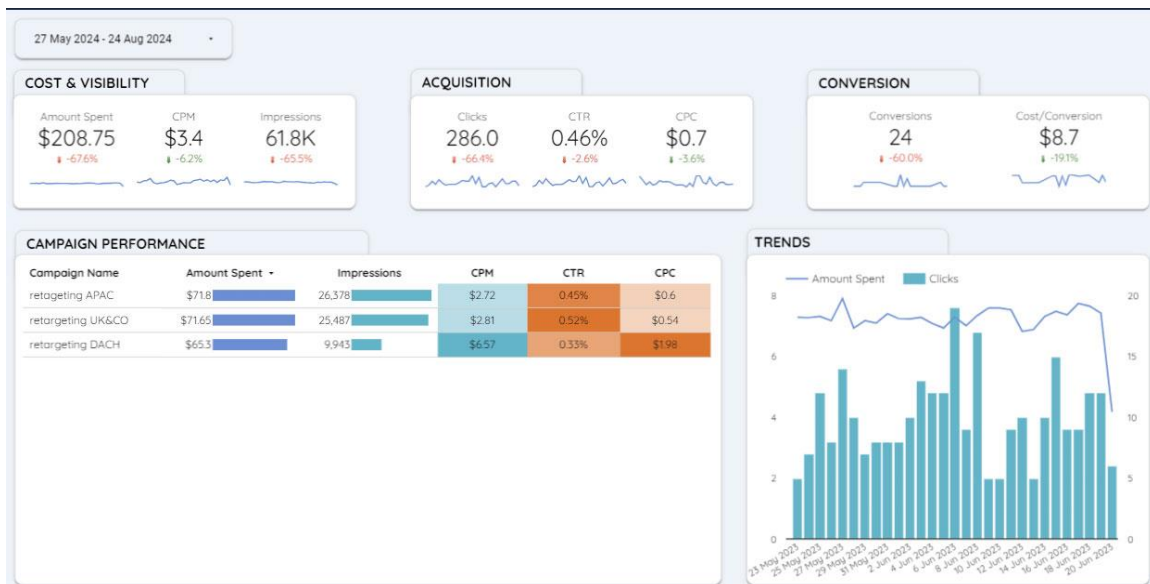 27 May 2024 - 24 Aug 2024
COST & VISIBILITY
Amount Spent CPM Impressions
$208.75 $3.4 61.8K
-67.6% -6.2% -65.5%
ACQUISITION
Clicks CTR CPC
286.0 0.46% $0.7
-66.4% -2.6% -3.6%
CONVERSION
Conversions Cost/Conversion
24 $8.7
-60.0% -19.1%
CAMPAIGN PERFORMANCE
Campaign Name Amount Spent Impressions CPM CTR CPC
retageting APAC $71.8 26,378 $2.72 0.45% $0.6
retargeting UK&CO $71.65 25,487 $2.81 0.52% $0.54
retargeting DACH $65.3 9,943 $6.57 0.33% $1.98
TRENDS
Amount Spent Clicks
8 20
6 15
4 10
2 5
0 0
23 May 2023
25 May 2023
27 May 2023
29 May 2023
31 May 2023
2 Jun 2023
4 Jun 2023
6 Jun 2023
8 Jun 2023
10 Jun 2023
12 Jun 2023
14 Jun 2023
16 Jun 2023
18 Jun 2023
20 Jun 2023